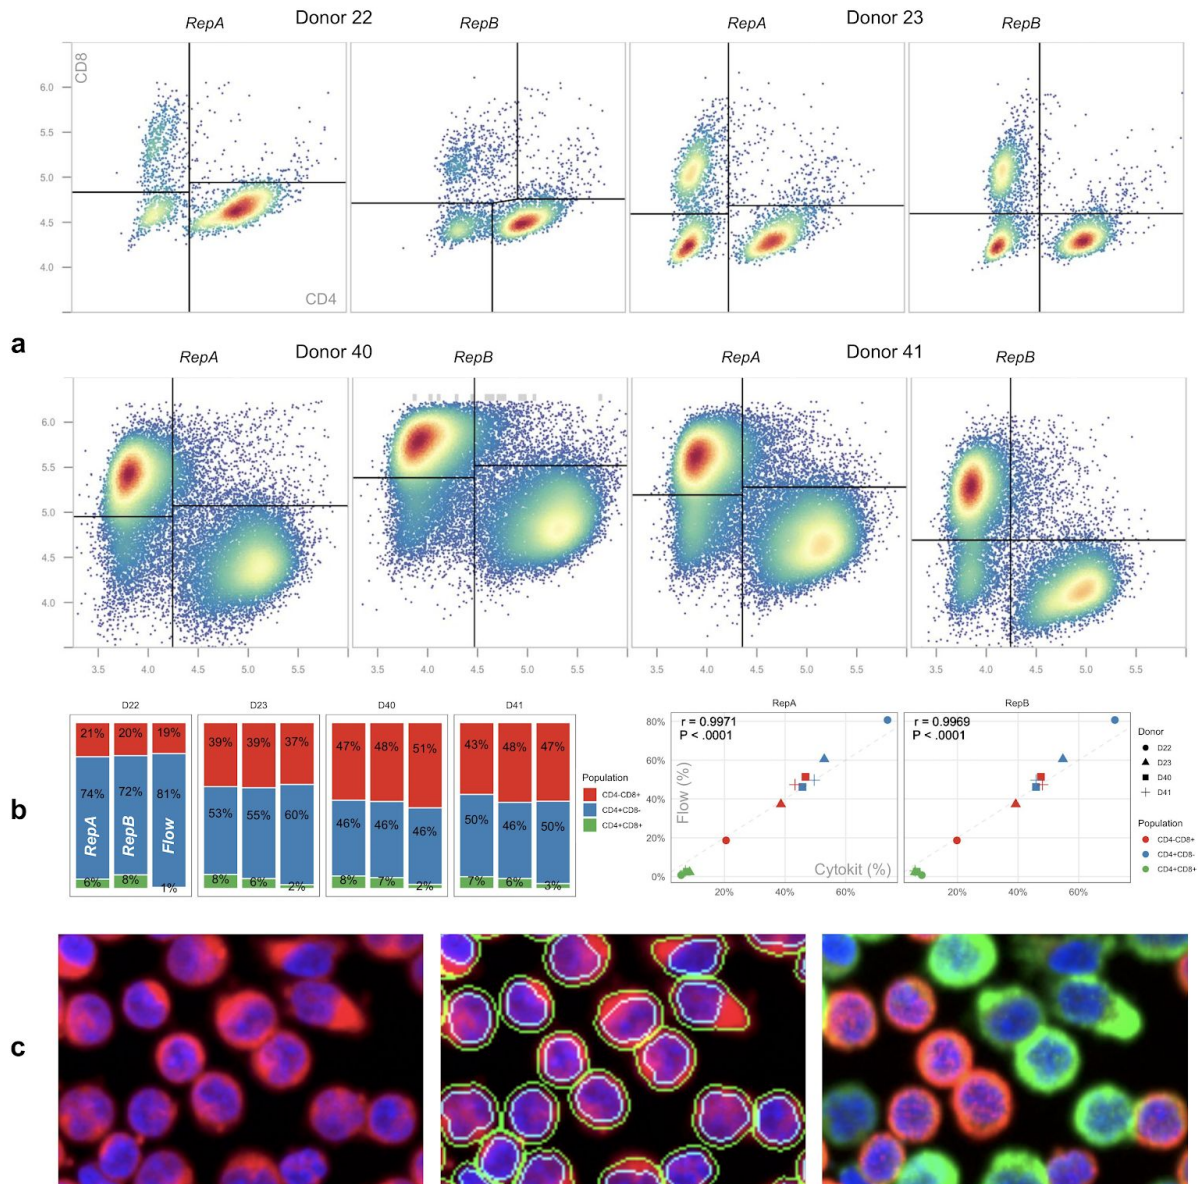 Donor 22 Donor 23
RepA RepB RepA RepB
CD8
6.0
5.5
5.0
4.5
4.0
CD4
a
Donor 40 Donor 41
RepA RepB RepA RepB
6.0
5.5
5.0
4.5
4.0
3.5 4.0 4.5 5.0 5.5 3.5 4.0 4.5 5.0 5.5 3.5 4.0 4.5 5.0 5.5 3.5 4.0 4.5 5.0 5.5
b
D22 D23 D40 D41
21% 20% 19% 39% 39% 37% 47% 48% 51% 43% 48% 47%
74% 72% 81% 53% 55% 60% 46% 46% 46% 50% 46% 50%
RepA RepB Flow
6% 8% 1% 8% 6% 2% 8% 7% 2% 7% 6% 3%
Population
CD4-CD8+
CD4+CD8-
CD4+CD8+
RepA RepB
r = 0.9971 r = 0.9969
P < .0001 P < .0001
80%
60%
40%
20%
0%
Flow (%)
Cytokit (%)
20% 40% 60% 20% 40% 60%
Donor
D22
D23
D40
D41
Population
CD4-CD8+
CD4+CD8-
CD4+CD8+
c